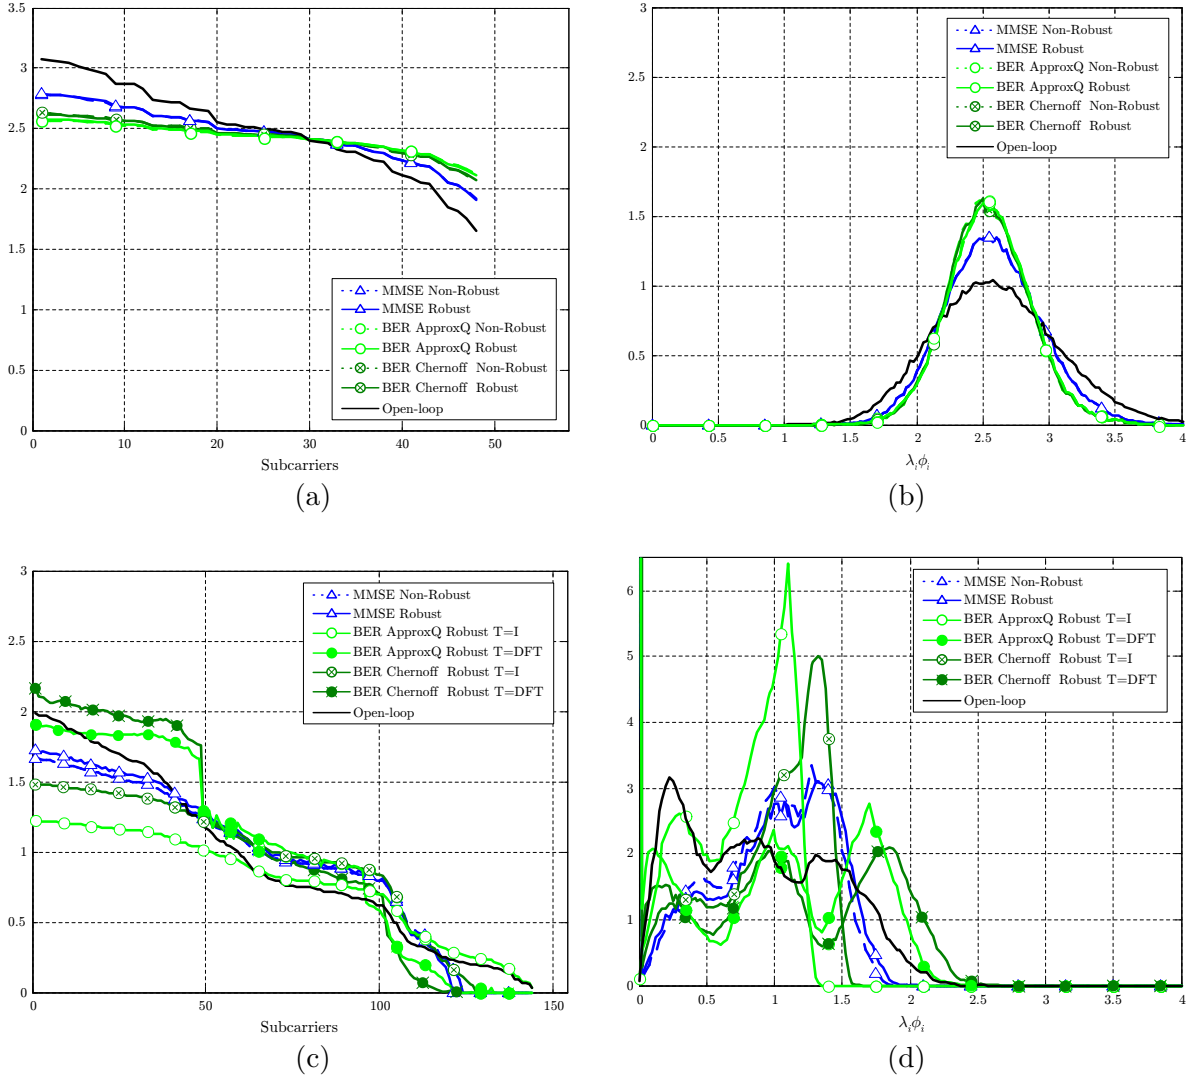 3.5
3
2.5
2
1.5
1
0.5
0
0 10 20 30 40 50
Subcarriers
MMSE Non-Robust
MMSE Robust
BER ApproxQ Non-Robust
BER ApproxQ Robust
BER Chernoff Non-Robust
BER Chernoff Robust
Open-loop
(a)
3
2.5
2
1.5
1
0.5
0
0 0.5 1 1.5 2 2.5 3 3.5 4
λᵢϕᵢ
MMSE Non-Robust
MMSE Robust
BER ApproxQ Non-Robust
BER ApproxQ Robust
BER Chernoff Non-Robust
BER Chernoff Robust
Open-loop
(b)
3
2.5
2
1.5
1
0.5
0
0 50 100 150
Subcarriers
MMSE Non-Robust
MMSE Robust
BER ApproxQ Robust T=I
BER ApproxQ Robust T=DFT
BER Chernoff Robust T=I
BER Chernoff Robust T=DFT
Open-loop
(c)
6
5
4
3
2
1
0
0 0.5 1 1.5 2 2.5 3 3.5 4
λᵢϕᵢ
MMSE Non-Robust
MMSE Robust
BER ApproxQ Robust T=I
BER ApproxQ Robust T=DFT
BER Chernoff Robust T=I
BER Chernoff Robust T=DFT
Open-loop
(d)